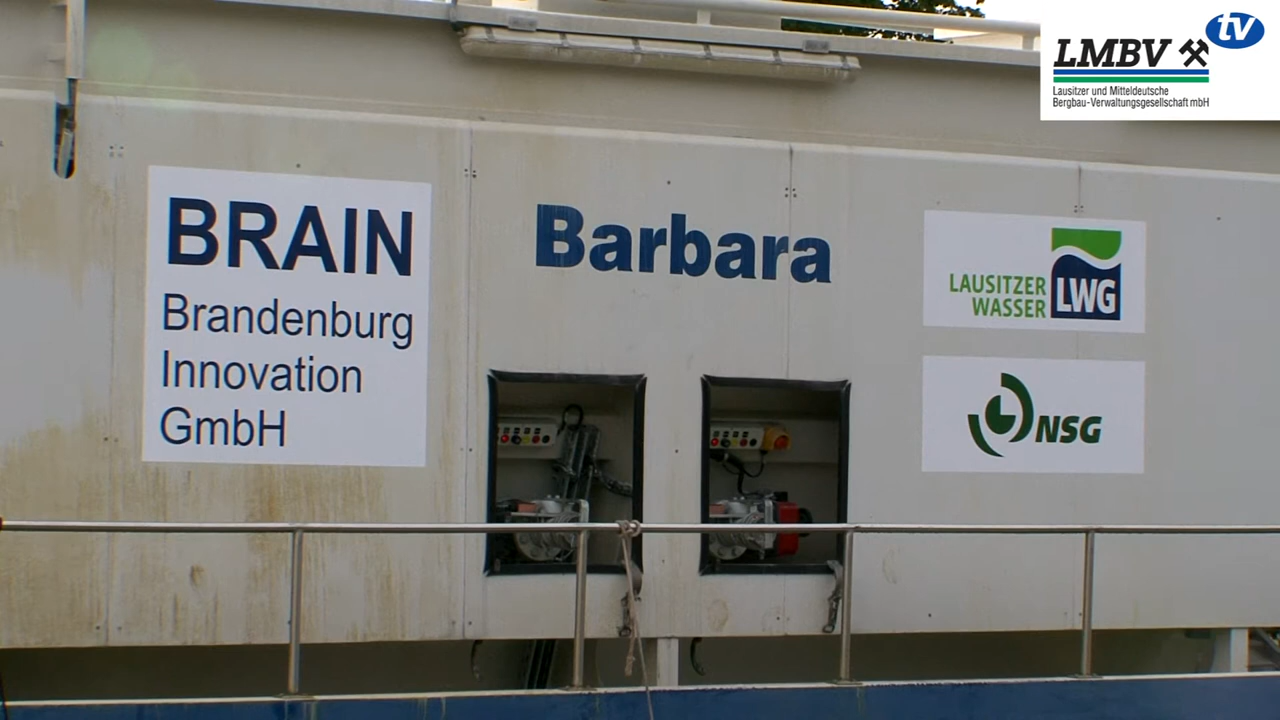 BRAIN
Brandenburg
Innovation
GmbH
Barbara
LAUSITZER
WASSER
LWG
NSG
LMBV
tv
Lausitzer und Mitteldeutsche
Bergbau-Verwaltungsgesellschaft mbH